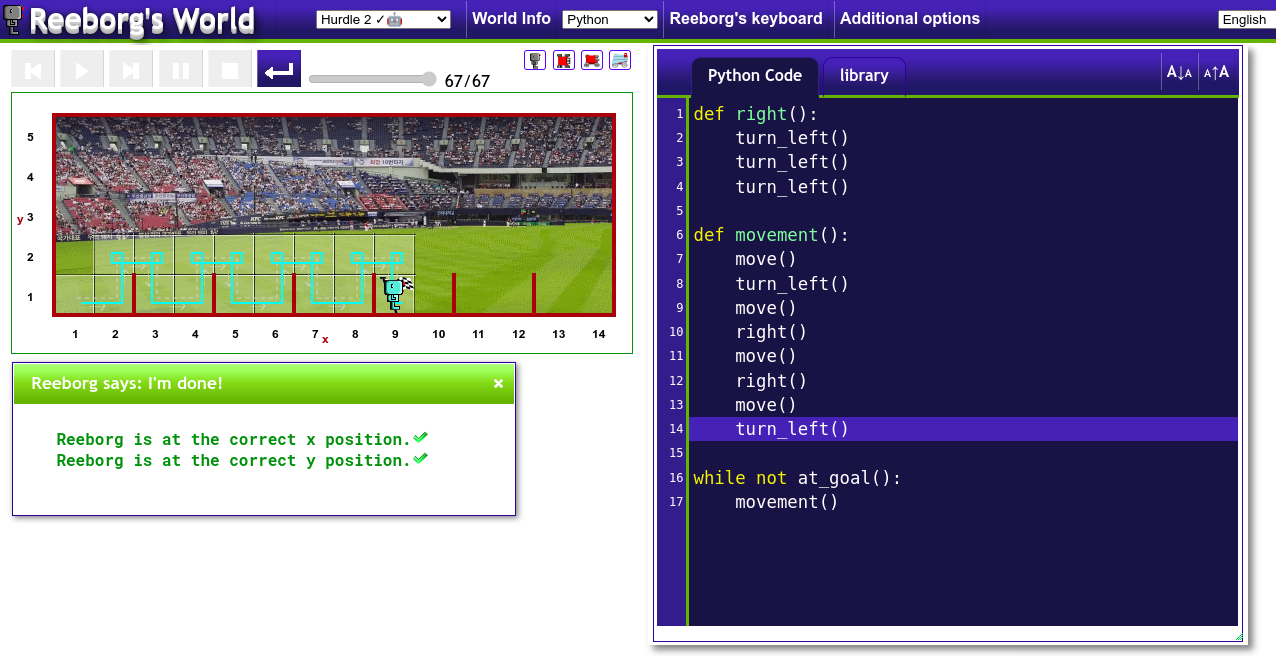 Reeborg's World
Hurdle 2 ✓🤖
World Info
Python
Reeborg's keyboard
Additional options
English
67/67
5
4
y 3
2
1
1 2 3 4 5 6 7 8 9 10 11 12 13 14
x
Reeborg says: I'm done!
×
Reeborg is at the correct x position.✔
Reeborg is at the correct y position.✔
Python Code
library
A↓A
A↑A
1 def right():
2     turn_left()
3     turn_left()
4     turn_left()
5
6 def movement():
7     move()
8     turn_left()
9     move()
10     right()
11     move()
12     right()
13     move()
14     turn_left()
15
16 while not at_goal():
17     movement()